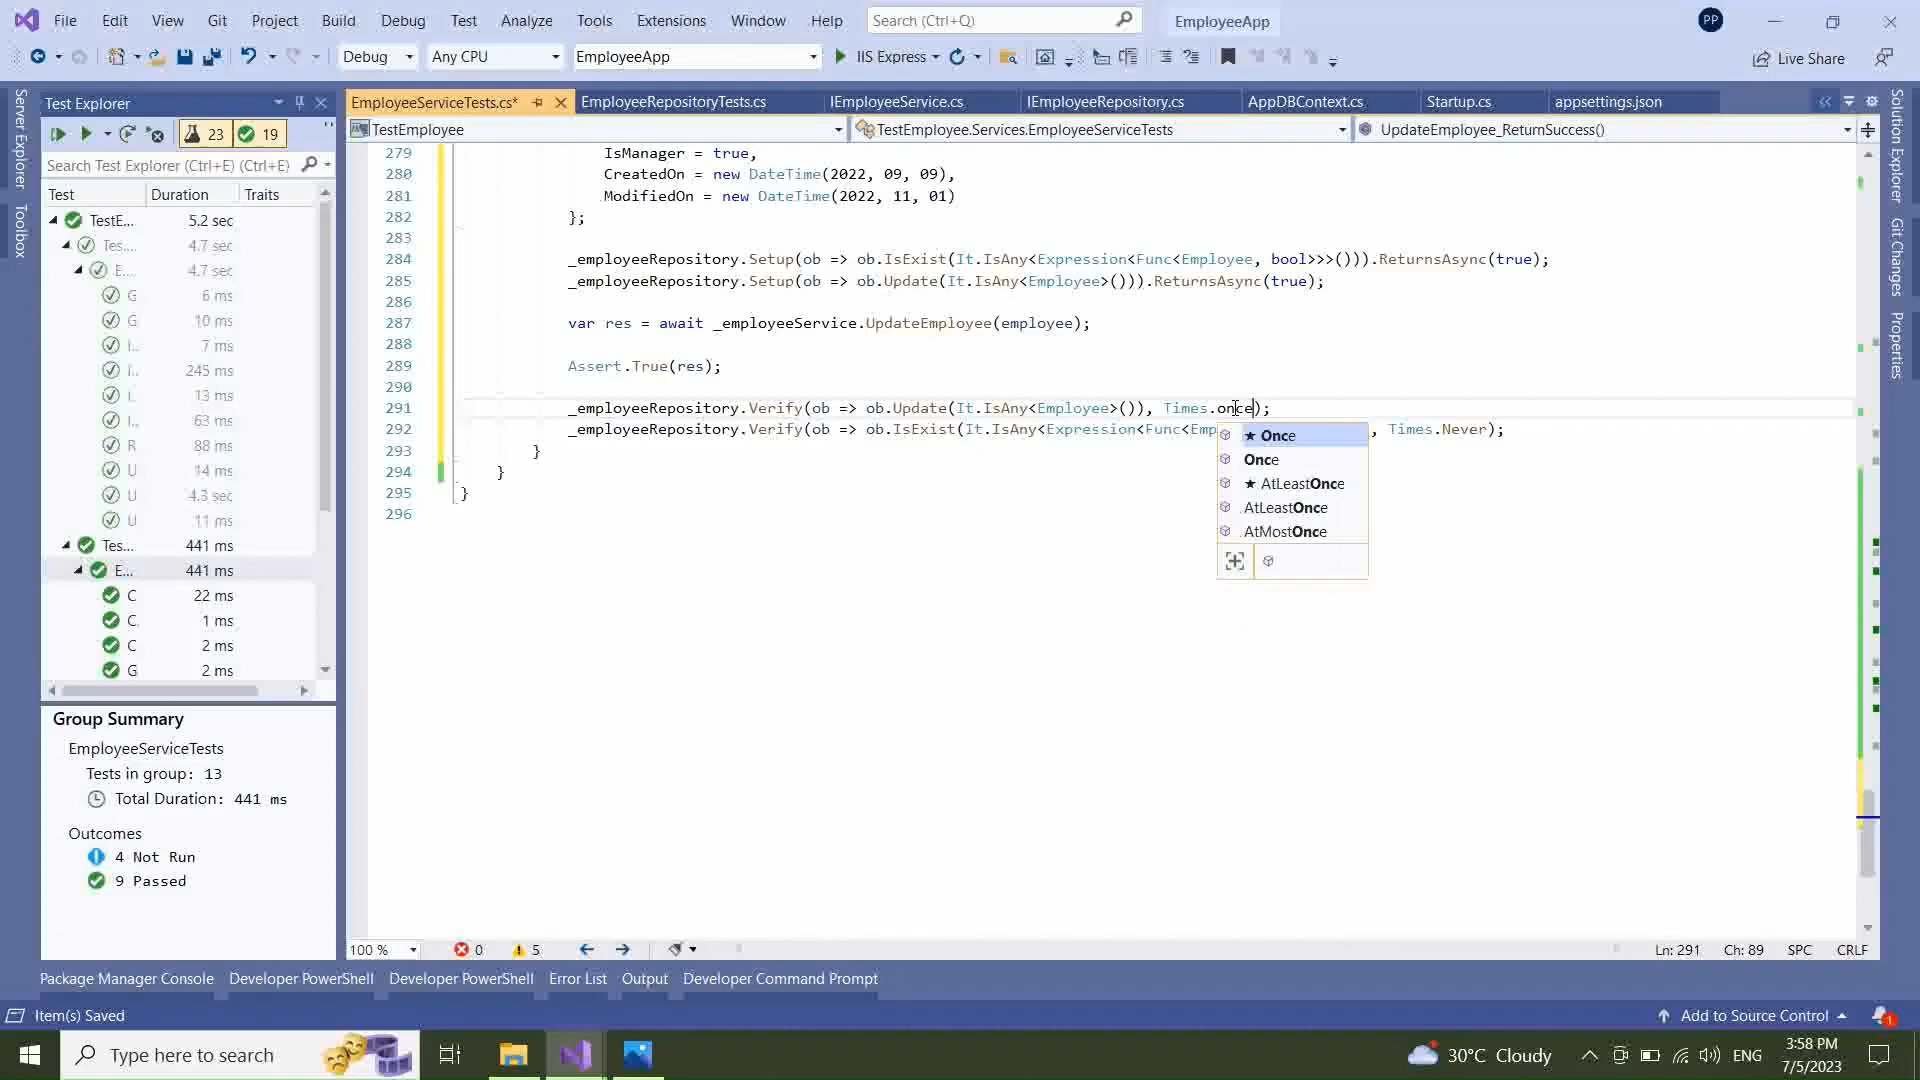 File Edit View Git Project Build Debug Test Analyze Tools Extensions Window Help Search (Ctrl+Q) EmployeeApp PP
Debug Any CPU EmployeeApp IIS Express Live Share
Server Explorer
Toolbox
Test Explorer
23 19
Search Test Explorer (Ctrl+E) (Ctrl+E)
Test Duration Traits
TestE... 5.2 sec
Tes... 4.7 sec
E... 4.7 sec
G 6 ms
G 10 ms
I.. 7 ms
I.. 245 ms
I.. 13 ms
I.. 63 ms
R 88 ms
U 14 ms
U 4.3 sec
U 11 ms
Tes... 441 ms
E... 441 ms
C 22 ms
C 1 ms
C 2 ms
G 2 ms
Group Summary
EmployeeServiceTests
Tests in group: 13
Total Duration: 441 ms
Outcomes
4 Not Run
9 Passed
EmployeeServiceTests.cs* EmployeeRepositoryTests.cs IEmployeeService.cs IEmployeeRepository.cs AppDBContext.cs Startup.cs appsettings.json
TestEmployee TestEmployee.Services.EmployeeServiceTests UpdateEmployee_ReturnSuccess()
279 IsManager = true,
280 CreatedOn = new DateTime(2022, 09, 09),
281 ModifiedOn = new DateTime(2022, 11, 01)
282 };
283
284 _employeeRepository.Setup(ob => ob.IsExist(It.IsAny<Expression<Func<Employee, bool>>>())).ReturnsAsync(true);
285 _employeeRepository.Setup(ob => ob.Update(It.IsAny<Employee>())).ReturnsAsync(true);
286
287 var res = await _employeeService.UpdateEmployee(employee);
288
289 Assert.True(res);
290
291 _employeeRepository.Verify(ob => ob.Update(It.IsAny<Employee>()), Times.once);
292 _employeeRepository.Verify(ob => ob.IsExist(It.IsAny<Expression<Func<Emp , Times.Never);
293 }
294 }
295 }
296
★ Once
Once
★ AtLeastOnce
AtLeastOnce
AtMostOnce
Solution Explorer
Git Changes
Properties
100 % 0 5 Ln: 291 Ch: 89 SPC CRLF
Package Manager Console Developer PowerShell Developer PowerShell Error List Output Developer Command Prompt
Item(s) Saved Add to Source Control 1
Type here to search 30°C Cloudy ENG 3:58 PM
7/5/2023